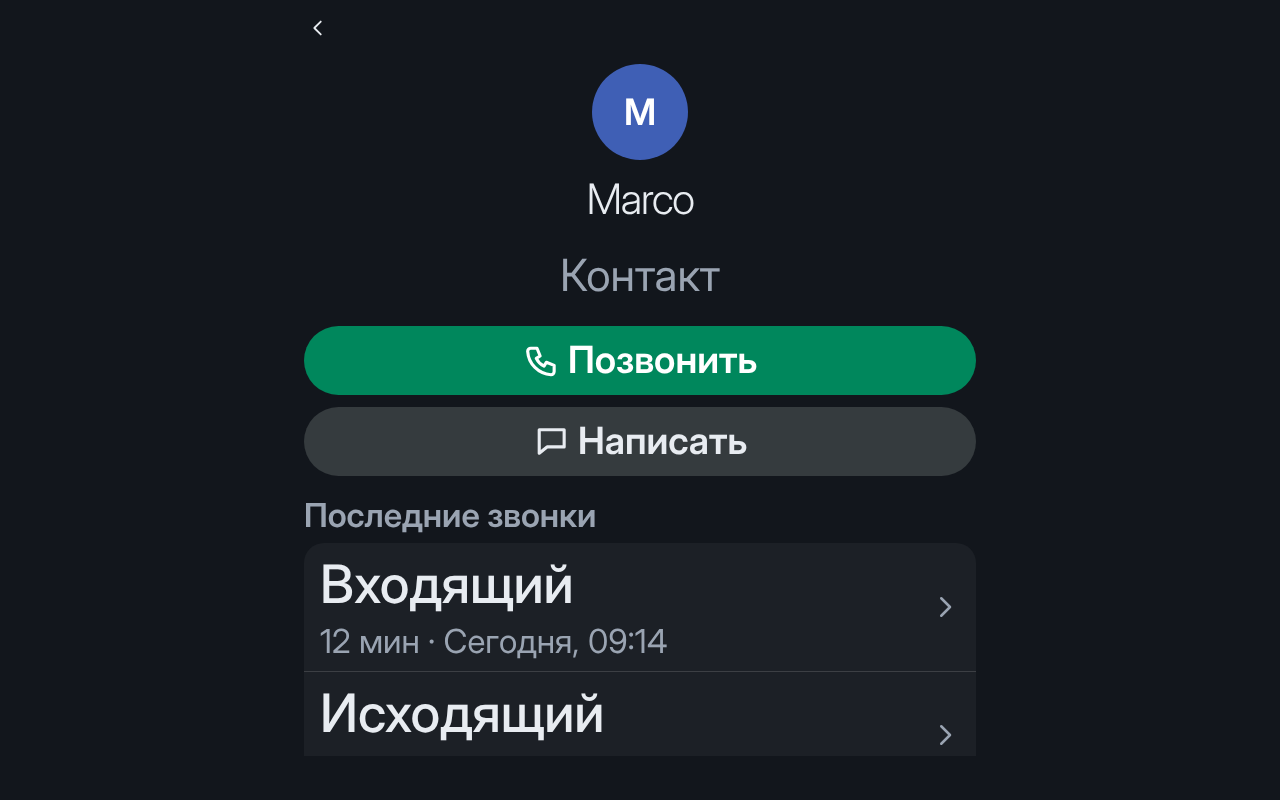 M
Marco
Контакт
Позвонить
Написать
Последние звонки
Входящий
12 мин · Сегодня, 09:14
Исходящий